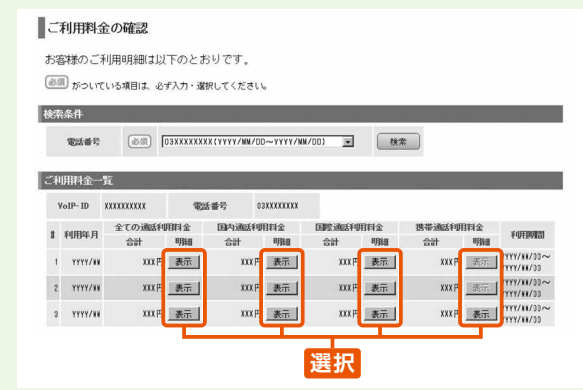 ご利用料金の確認
お客様のご利用明細は以下のとおりです。
必須 がついている項目は、必ず入力・選択してください。
検索条件
電話番号 必須 03XXXXXXXX(YYYY/MM/DD～YYYY/MM/DD) 検索
ご利用料金一覧
VoIP-ID XXXXXXXXXX 電話番号 03XXXXXXXX
# 利用年月 全ての通話利用料金 国内通話利用料金 国際通話利用料金 携帯通話利用料金 利用期間
合計 明細 合計 明細 合計 明細 合計 明細
1 YYYY/MM XXX円 表示 XXX円 表示 XXX円 表示 XXX円 表示 YYYY/MM/DD～
YYYY/MM/DD
2 YYYY/MM XXX円 表示 XXX円 表示 XXX円 表示 XXX円 表示 YYYY/MM/DD～
YYYY/MM/DD
3 YYYY/MM XXX円 表示 XXX円 表示 XXX円 表示 XXX円 表示 YYYY/MM/DD～
YYYY/MM/DD
選択